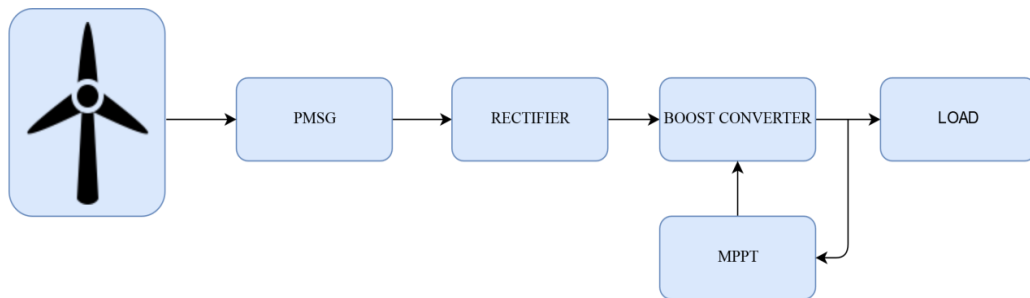 PMSG
RECTIFIER
BOOST CONVERTER
LOAD
MPPT